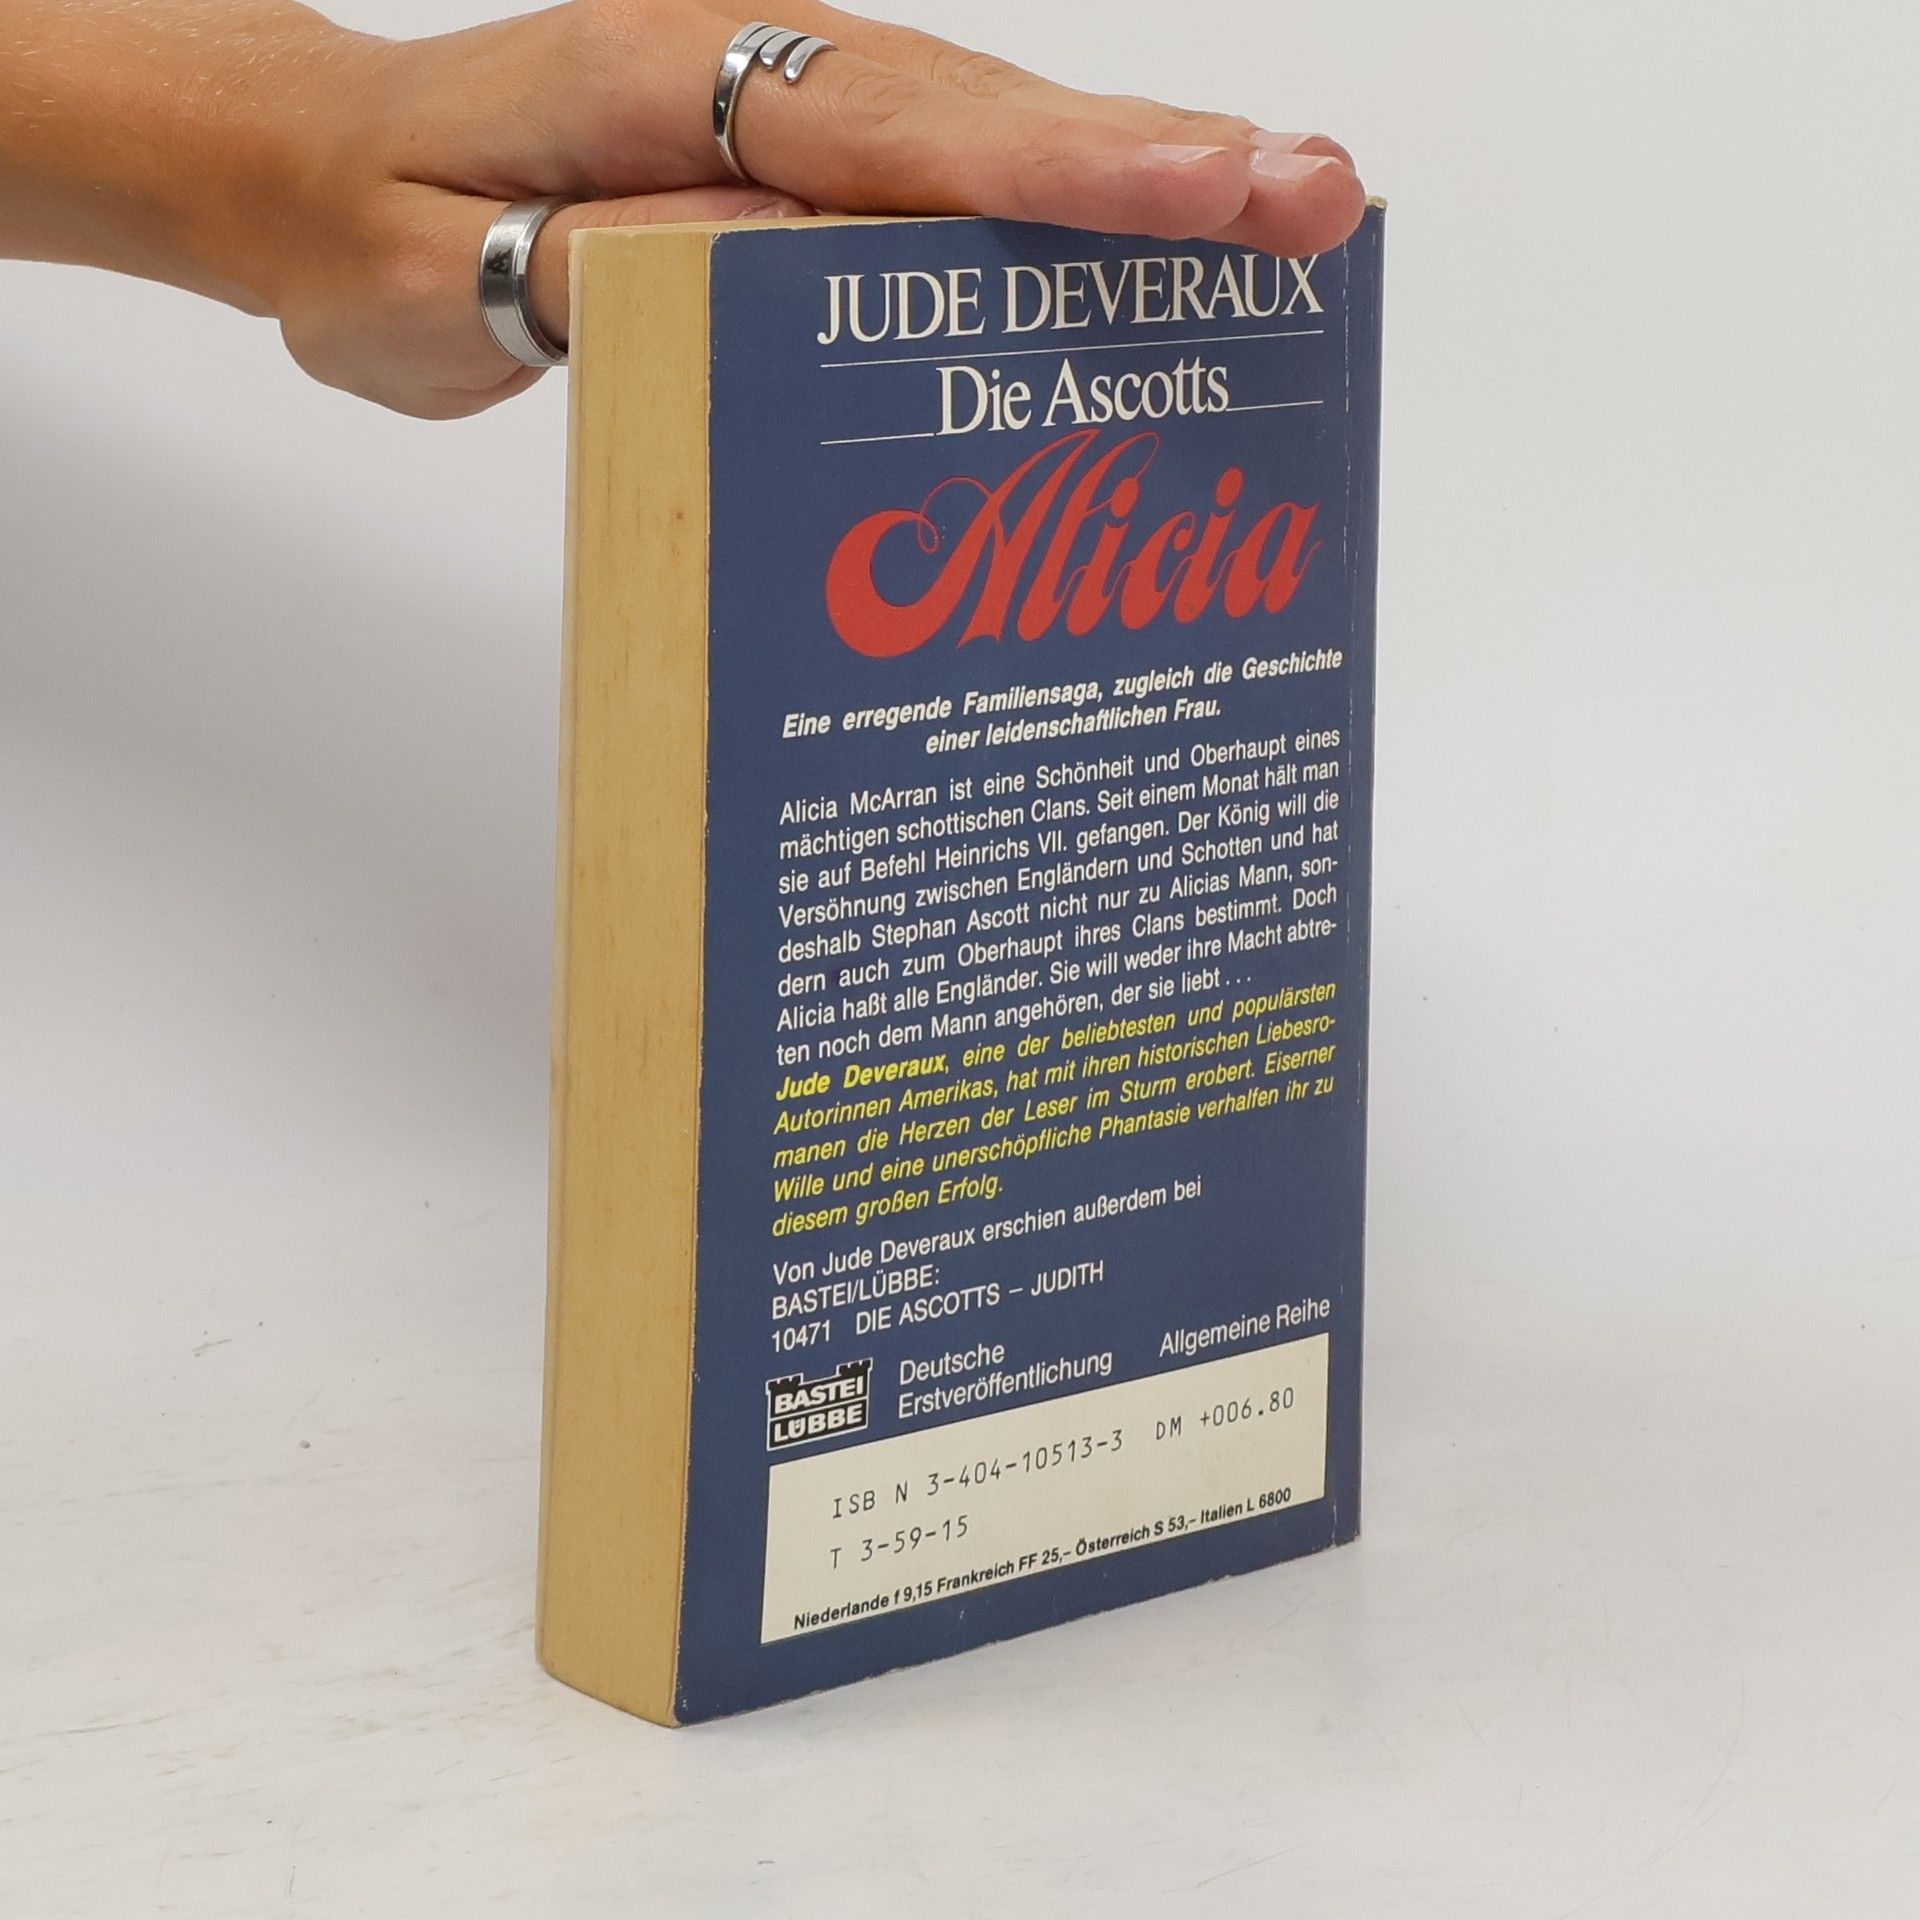 JUDE DEVERAUX
Die Ascotts
Alicia
Eine erregende Familiensaga, zugleich die Geschichte
einer leidenschaftlichen Frau.
Alicia McArran ist eine Schönheit und Oberhaupt eines
mächtigen schottischen Clans. Seit einem Monat hält man
sie auf Befehl Heinrichs VII. gefangen. Der König will die
Versöhnung zwischen Engländern und Schotten und hat
deshalb Stephan Ascott nicht nur zu Alicias Mann, son-
dern auch zum Oberhaupt ihres Clans bestimmt. Doch
Alicia haßt alle Engländer. Sie will weder ihre Macht abtre-
ten noch dem Mann angehören, der sie liebt . . .
Jude Deveraux, eine der beliebtesten und populärsten
Autorinnen Amerikas, hat mit ihren historischen Liebesro-
manen die Herzen der Leser im Sturm erobert. Eiserner
Wille und eine unerschöpfliche Phantasie verhalfen ihr zu
diesem großen Erfolg.
Von Jude Deveraux erschien außerdem bei
BASTEI/LÜBBE:
10471 DIE ASCOTTS – JUDITH
BASTEI
LÜBBE
Deutsche
Erstveröffentlichung
Allgemeine Reihe
ISB N 3-404-10513-3 DM +006.80
T 3-59-15
Niederlande f 9,15 Frankreich FF 25,– Österreich S 53,– Italien L 6800